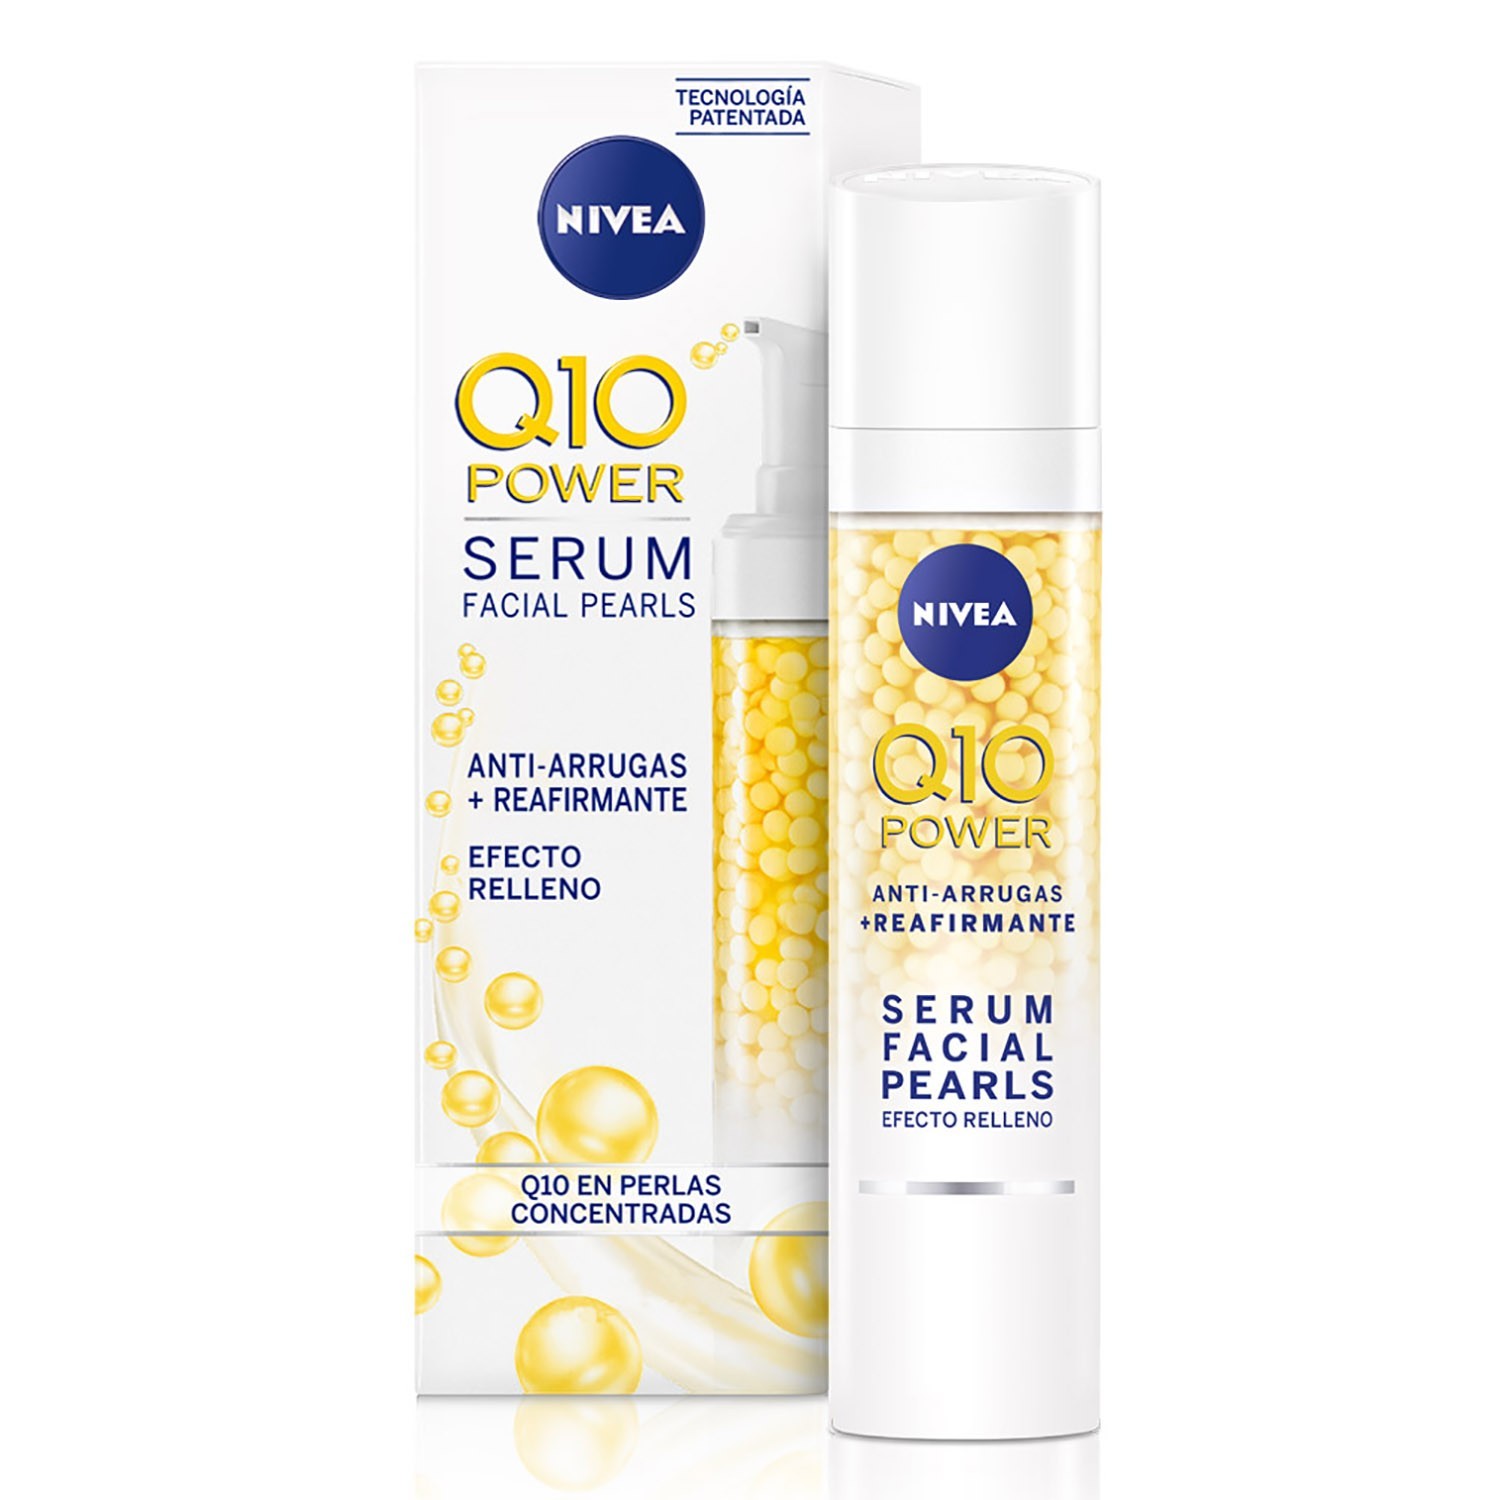 TECNOLOGÍA
PATENTADA
NIVEA
Q10
POWER
SERUM
FACIAL PEARLS
ANTI-ARRUGAS
+ REAFIRMANTE
EFECTO
RELLENO
Q10 EN PERLAS
CONCENTRADAS
NIVEA
Q10
POWER
ANTI-ARRUGAS
+REAFIRMANTE
SERUM
FACIAL
PEARLS
EFECTO RELLENO